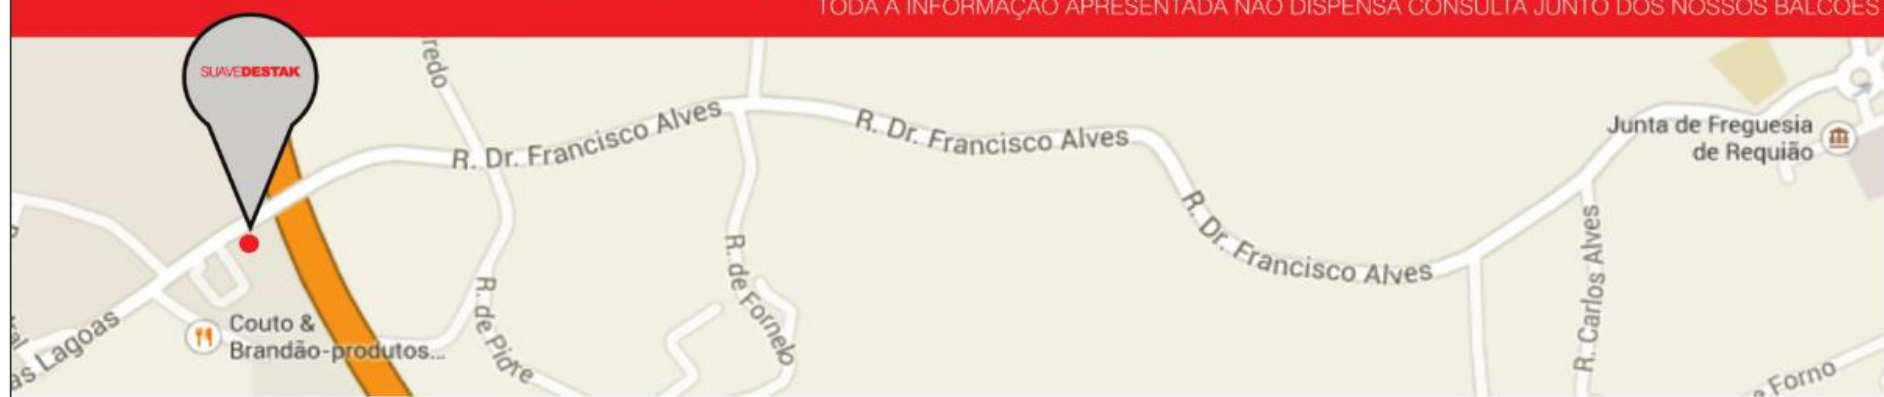 TODA A INFORMAÇÃO APRESENTADA NÃO DISPENSA CONSULTA JUNTO DOS NOSSOS BALCÕES
SUAVEDESTAK
redo
R. Dr. Francisco Alves
R. Dr. Francisco Alves
Junta de Freguesia
de Requião
R. Dr. Francisco Alves
R. de Fornelo
R. Carlos Alves
R. de Pidre
Couto &
Brandão-produtos...
as Lagoas
Forno